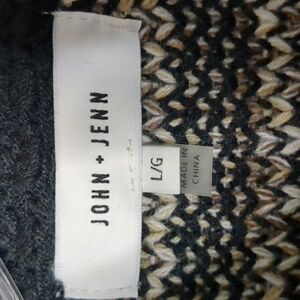 JOHN + JENN
L/G
MADE IN
CHINA